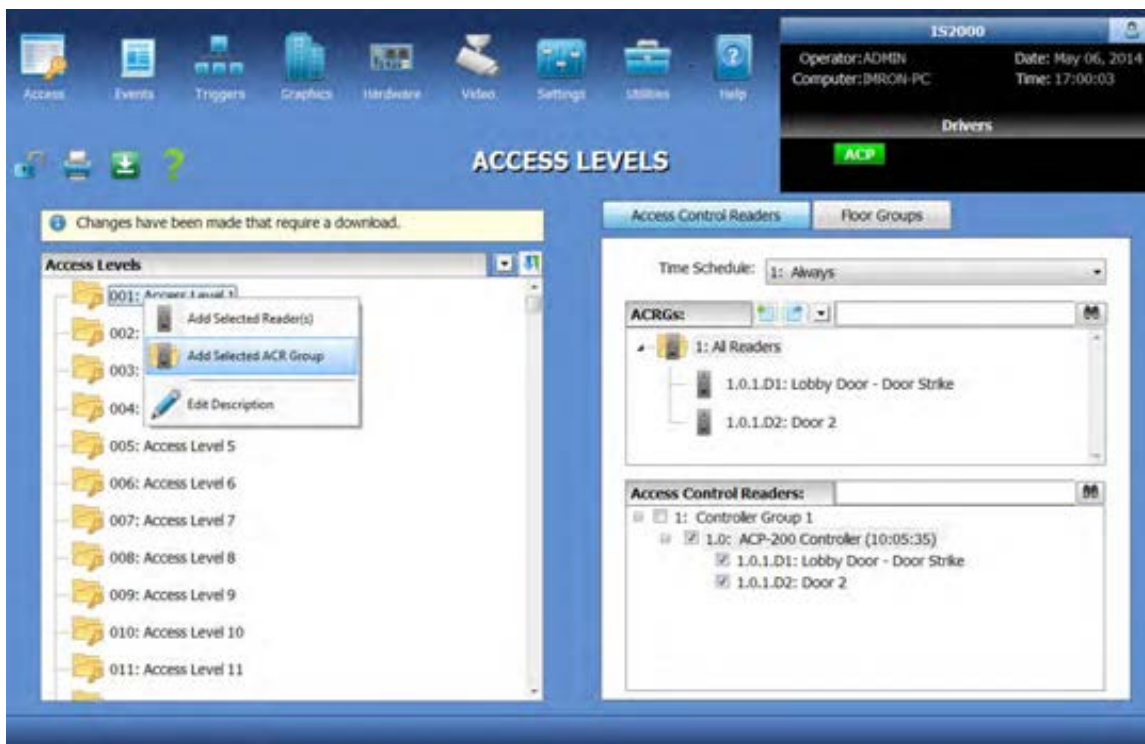 IS2000
Access
Events
Triggers
Graphics
Hardware
Video
Settings
Utilities
Help
Operator:ADMIN
Date: May 06, 2014
Computer:IMRON-PC
Time: 17:00:03
Drivers
ACP
ACCESS LEVELS
Changes have been made that require a download.
Access Levels
001: Access Level 1
002:
003:
004:
005: Access Level 5
006: Access Level 6
007: Access Level 7
008: Access Level 8
009: Access Level 9
010: Access Level 10
011: Access Level 11
Add Selected Reader(s)
Add Selected ACR Group
Edit Description
Access Control Readers
Floor Groups
Time Schedule:
1: Always
ACRGs:
1: All Readers
1.0.1.D1: Lobby Door - Door Strike
1.0.1.D2: Door 2
Access Control Readers:
1: Controller Group 1
1.0: ACP-200 Controller (10:05:35)
1.0.1.D1: Lobby Door - Door Strike
1.0.1.D2: Door 2